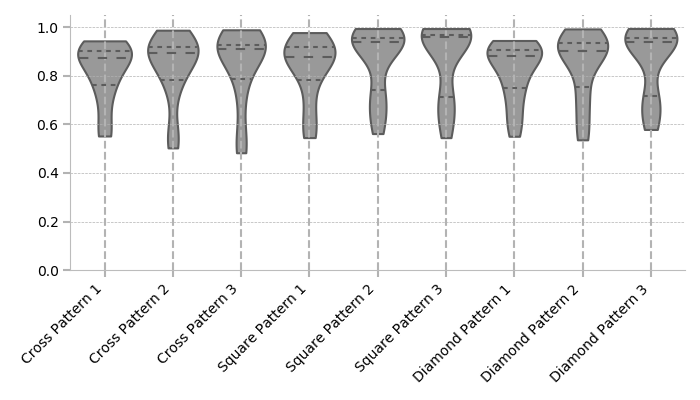 1.0
0.8
0.6
0.4
0.2
0.0
Cross Pattern 1
Cross Pattern 2
Cross Pattern 3
Square Pattern 1
Square Pattern 2
Square Pattern 3
Diamond Pattern 1
Diamond Pattern 2
Diamond Pattern 3